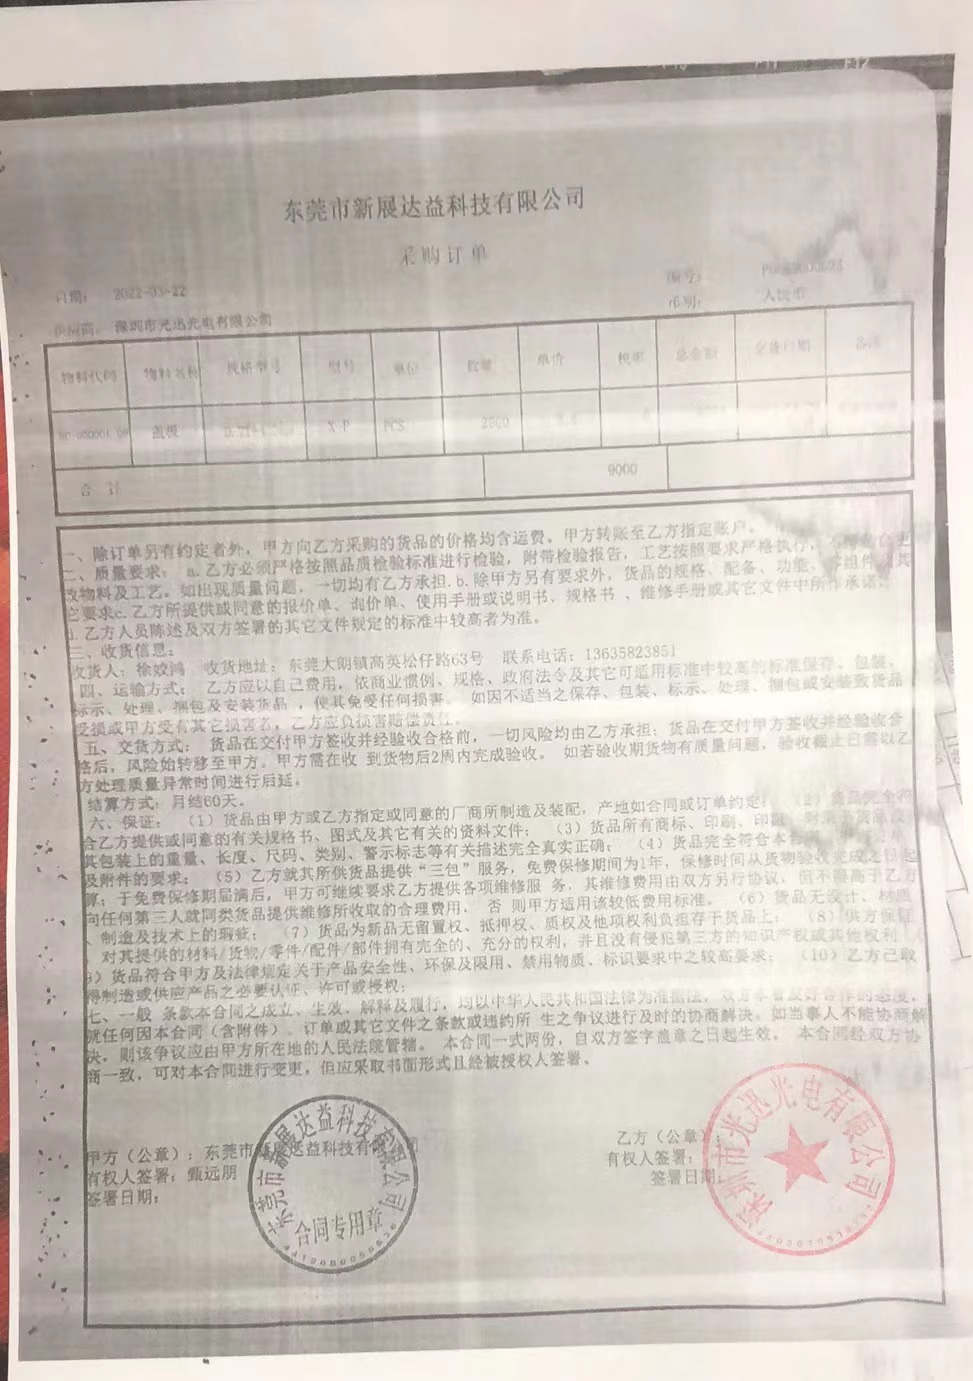 F11 F12
东莞市新展达益科技有限公司
采购订单
日期： 2022-03-22 编号：
币别： 人民币
供应商： 深圳市光迅光电有限公司
物料代码 物料名称 规格型号 型号 单位 数量 单价 税率 总金额 交货日期 备注
盖板 X P PCS 2500
合 计 9000
一、除订单另有约定者外，甲方向乙方采购的货品的价格均含运费。甲方转账至乙方指定账户。
二、质量要求： a.乙方必须严格按照品质检验标准进行检验，附带检验报告，工艺按照要求严格执行，
改物料及工艺。如出现质量问题，一切均有乙方承担.b.除甲方另有要求外，货品的规格、配备、功能、零组件
它要求c.乙方所提供或同意的报价单、询价单、使用手册或说明书、规格书 、维修手册或其它文件中所作承诺
d.乙方人员陈述及双方签署的其它文件规定的标准中较高者为准。
三、收货信息：
收货人：徐姣鸿 收货地址：东莞大朗镇高英松仔路63号 联系电话：13635823851
四、运输方式： 乙方应以自己费用，依商业惯例、规格、政府法令及其它可适用标准中较高的标准保存、包装、
标示、处理、捆包及安装货品 ，使其免受任何损害。 如因不适当之保存、包装、标示、处理、捆包或安装致货品
受损或甲方受有其它损害者，乙方应负损害赔偿责任。
五、交货方式： 货品在交付甲方签收并经验收合格前，一切风险均由乙方承担；货品在交付甲方签收并经验收合
格后，风险始转移至甲方。甲方需在收 到货物后2周内完成验收。 如若验收期货物有质量问题，验收截止日需以乙
方处理质量异常时间进行后延。
结算方式：月结60天。
六、保证： （1）货品由甲方或乙方指定或同意的厂商所制造及装配，产地如合同或订单约定； （2）货品完全符
合乙方提供或同意的有关规格书、图式及其它有关的资料文件； （3）货品所有商标、印刷、印
其包装上的重量、长度、尺码、类别、警示标志等有关描述完全真实正确； （4）货品完全符合本合
及附件的要求； （5）乙方就其所供货品提供“三包”服务，免费保修期间为1年，保修时间从货物验收完成之日起
算；于免费保修期届满后，甲方可继续要求乙方提供各项维修服 务，其维修费用由双方另行协议，但不得高于乙方
向任何第三人就同类货品提供维修所收取的合理费用， 否 则甲方适用该较低费用标准。 （6）货品无设计、材质
、制造及技术上的瑕疵； （7）货品为新品无留置权、抵押权、质权及他项权利负担存于货品上； （8）供方保证
，对其提供的材料/货物/零件/配件/部件拥有完全的、充分的权利，并且没有侵犯第三方的知识产权或其他权利
9）货品符合甲方及法律规定关于产品安全性、环保及限用、禁用物质、标识要求中之较高要求； （10）乙方已取
得制造或供应产品之必要认证、许可或授权；
七、一般 条款本合同之成立、生效、解释及履行，均以中华人民共和国法律为准据法，双方本着友好合作的态度，
就任何因本合同（含附件）、订单或其它文件之条款或违约所 生之争议进行及时的协商解决。如当事人不能协商解
决，则该争议应由甲方所在地的人民法院管辖。 本合同一式两份，自双方签字盖章之日起生效。 本合同经双方协
商一致，可对本合同进行变更，但应采取书面形式且经被授权人签署。
甲方（公章）：东莞市新展达益科技有限公司 乙方（公章）：
有权人签署：甄远朋 有权人签署：
签署日期： 签署日期：
东莞市新展达益科技有限公司
合同专用章
深圳市光迅光电有限公司